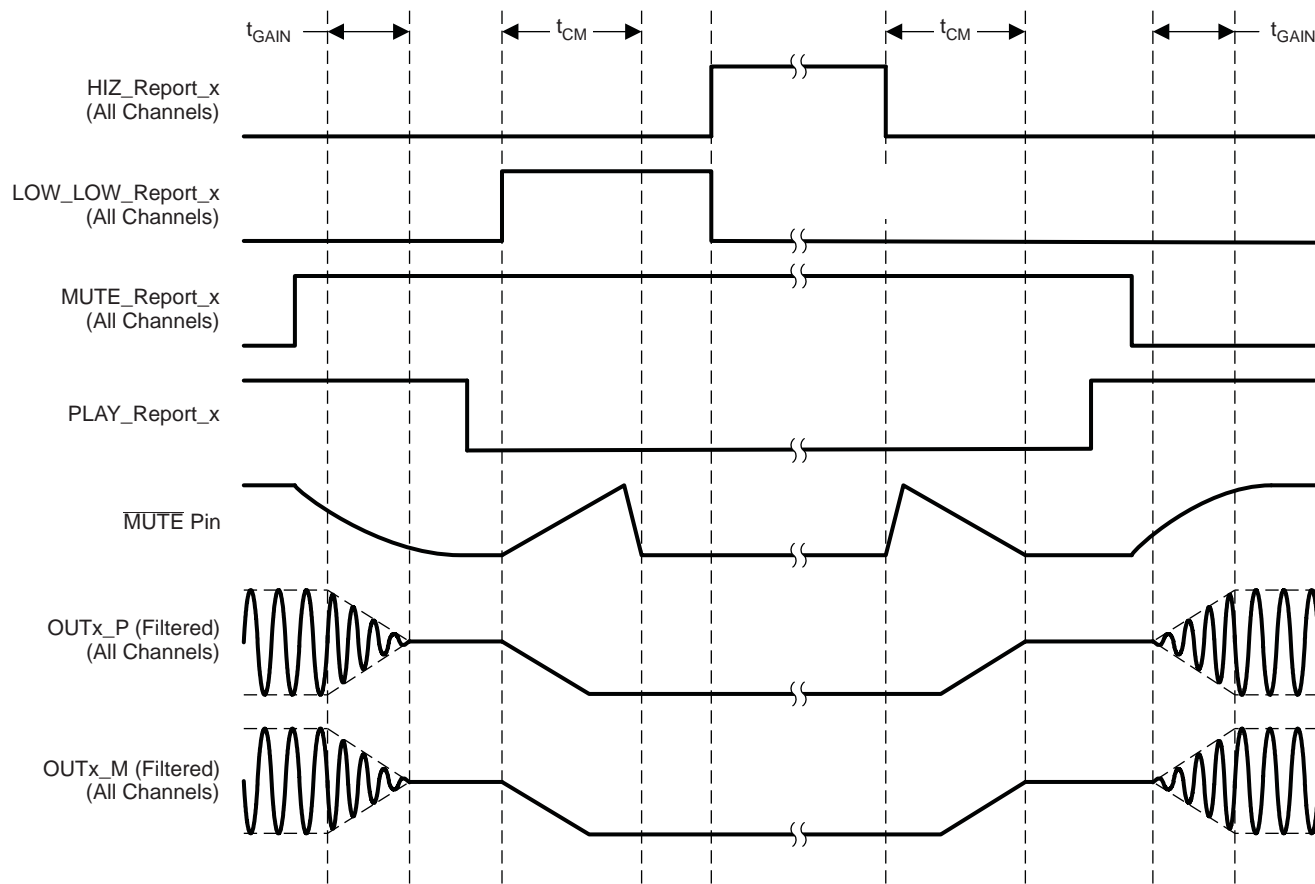 tGAIN
tCM
tCM
tGAIN
HIZ_Report_x
(All Channels)
LOW_LOW_Report_x
(All Channels)
MUTE_Report_x
(All Channels)
PLAY_Report_x
MUTE Pin
OUTx_P (Filtered)
(All Channels)
OUTx_M (Filtered)
(All Channels)